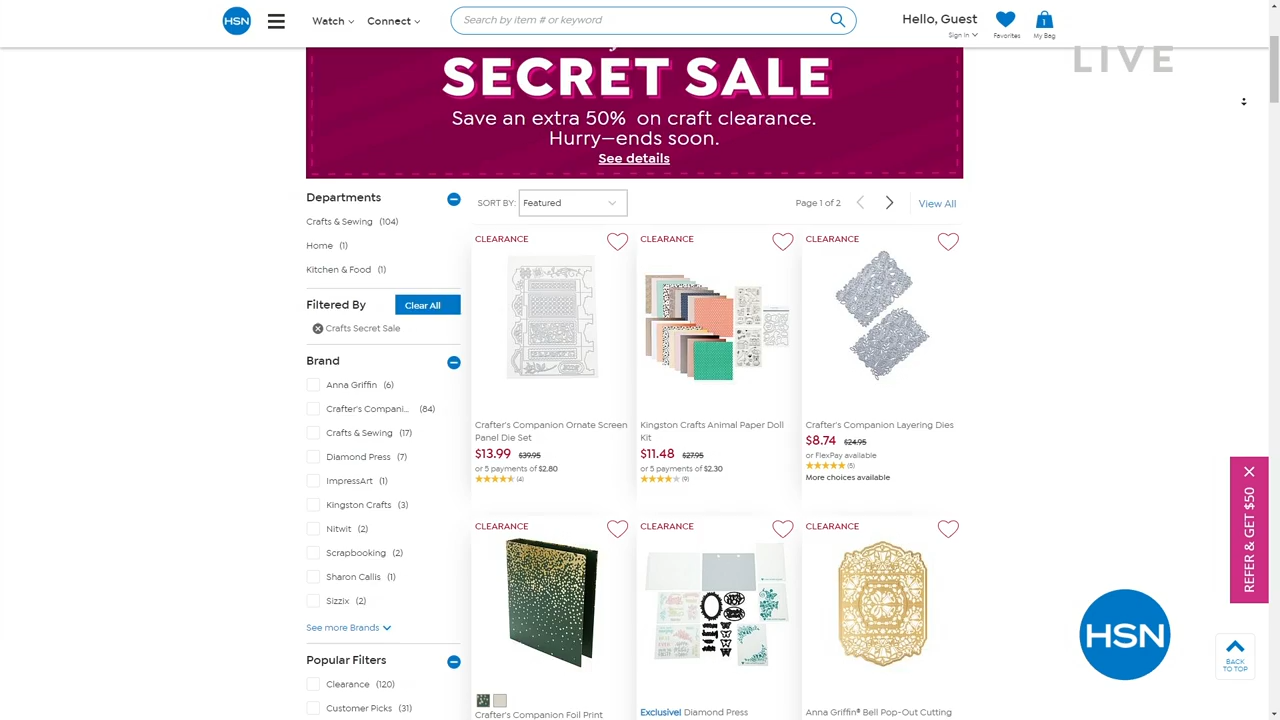 HSN
Watch
Connect
Search by item # or keyword
Hello, Guest
Sign In
Favorites
1
My Bag
LIVE
SECRET SALE
Save an extra 50% on craft clearance.
Hurry—ends soon.
See details
Departments
Crafts & Sewing (104)
Home (1)
Kitchen & Food (1)
Filtered By
Clear All
Crafts Secret Sale
Brand
Anna Griffin (6)
Crafter's Compani... (84)
Crafts & Sewing (17)
Diamond Press (7)
ImpressArt (1)
Kingston Crafts (3)
Nitwit (2)
Scrapbooking (2)
Sharon Callis (1)
Sizzix (2)
See more Brands
Popular Filters
Clearance (120)
Customer Picks (31)
SORT BY: Featured
Page 1 of 2
View All
CLEARANCE
Crafter's Companion Ornate Screen
Panel Die Set
$13.99 $39.95
or 5 payments of $2.80
(4)
CLEARANCE
Kingston Crafts Animal Paper Doll
Kit
$11.48 $27.95
or 5 payments of $2.30
(9)
CLEARANCE
Crafter's Companion Layering Dies
$8.74 $24.95
or FlexPay available
(5)
More choices available
CLEARANCE
Crafter's Companion Foil Print
CLEARANCE
Exclusive! Diamond Press
CLEARANCE
Anna Griffin® Bell Pop-Out Cutting
REFER & GET $50
HSN
BACK
TO TOP